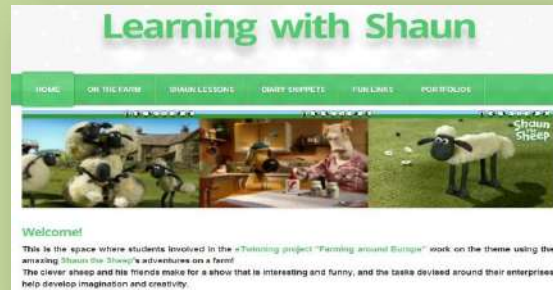 Learning with Shaun
HOME ON THE FARM SHAUN LESSONS DIARY SNIPPETS FUN LINKS PORTFOLIOS
Shaun
the
Sheep
Welcome!
This is the space where students involved in the eTwinning project "Farming around Europe" work on the theme using the
amazing Shaun the Sheep's adventures on a farm!
The clever sheep and his friends make for a show that is interesting and funny, and the tasks devised around their enterprises
help develop imagination and creativity.